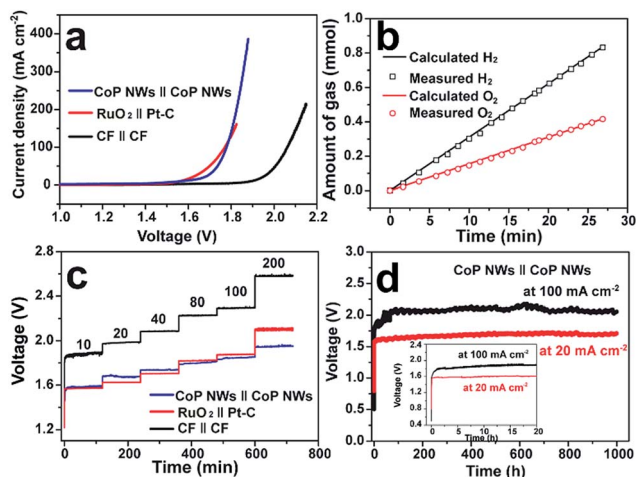 a
Current density (mA cm⁻²)
400
300
200
100
0
CoP NWs ‖ CoP NWs
RuO₂ ‖ Pt-C
CF ‖ CF
1.0 1.2 1.4 1.6 1.8 2.0 2.2
Voltage (V)
b
Amount of gas (mmol)
0.8
0.4
0.0
Calculated H₂
Measured H₂
Calculated O₂
Measured O₂
0 5 10 15 20 25 30
Time (min)
c
Voltage (V)
2.8
2.4
2.0
1.6
1.2
10
20
40
80
100
200
CoP NWs ‖ CoP NWs
RuO₂ ‖ Pt-C
CF ‖ CF
0 200 400 600 800
Time (min)
d
Voltage (V)
3.0
2.5
2.0
1.5
1.0
0.5
0.0
CoP NWs ‖ CoP NWs
at 100 mA cm⁻²
at 20 mA cm⁻²
Voltage (V)
2.4
2.0
1.6
1.2
0.8
0.4
at 100 mA cm⁻²
at 20 mA cm⁻²
0 5 10 15 20
Time (h)
0 200 400 600 800 1000
Time (h)